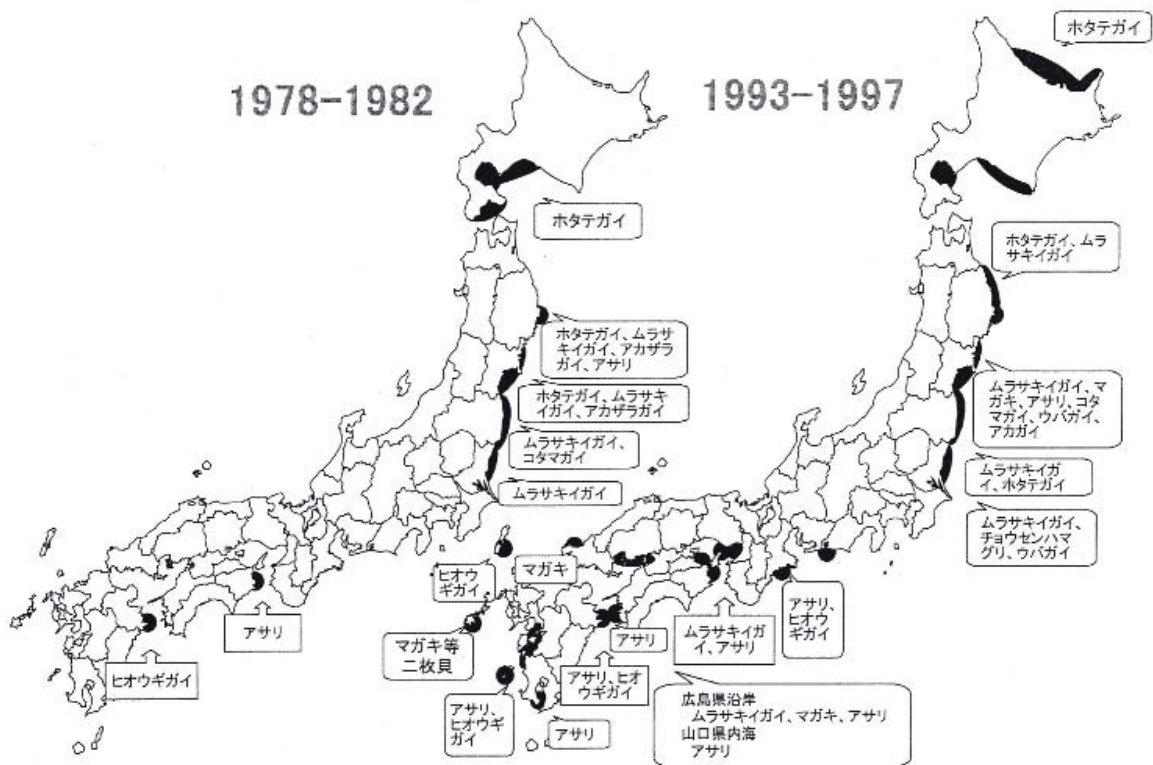 1978-1982
ホタテガイ
ホタテガイ、ムラサ
キイガイ、アカザラ
ガイ、アサリ
ホタテガイ、ムラサキ
イガイ、アカザラガイ
ムラサキイガイ、
コタマガイ
ムラサキイガイ
アサリ
ヒオウギガイ
1993-1997
ホタテガイ
ホタテガイ、ムラ
サキイガイ
ムラサキイガイ、マ
ガキ、アサリ、コタ
マガイ、ウバガイ、
アカガイ
ムラサキイガ
イ、ホタテガイ
ムラサキイガイ、
チョウセンハマ
グリ、ウバガイ
ヒオウ
ギガイ
マガキ
マガキ等
二枚貝
アサリ、
ヒオウギ
ガイ
アサリ
アサリ
アサリ、ヒオ
ウギガイ
ムラサキイガ
イ、アサリ
アサリ、
ヒオウ
ギガイ
広島県沿岸
ムラサキイガイ、マガキ、アサリ
山口県内海
アサリ